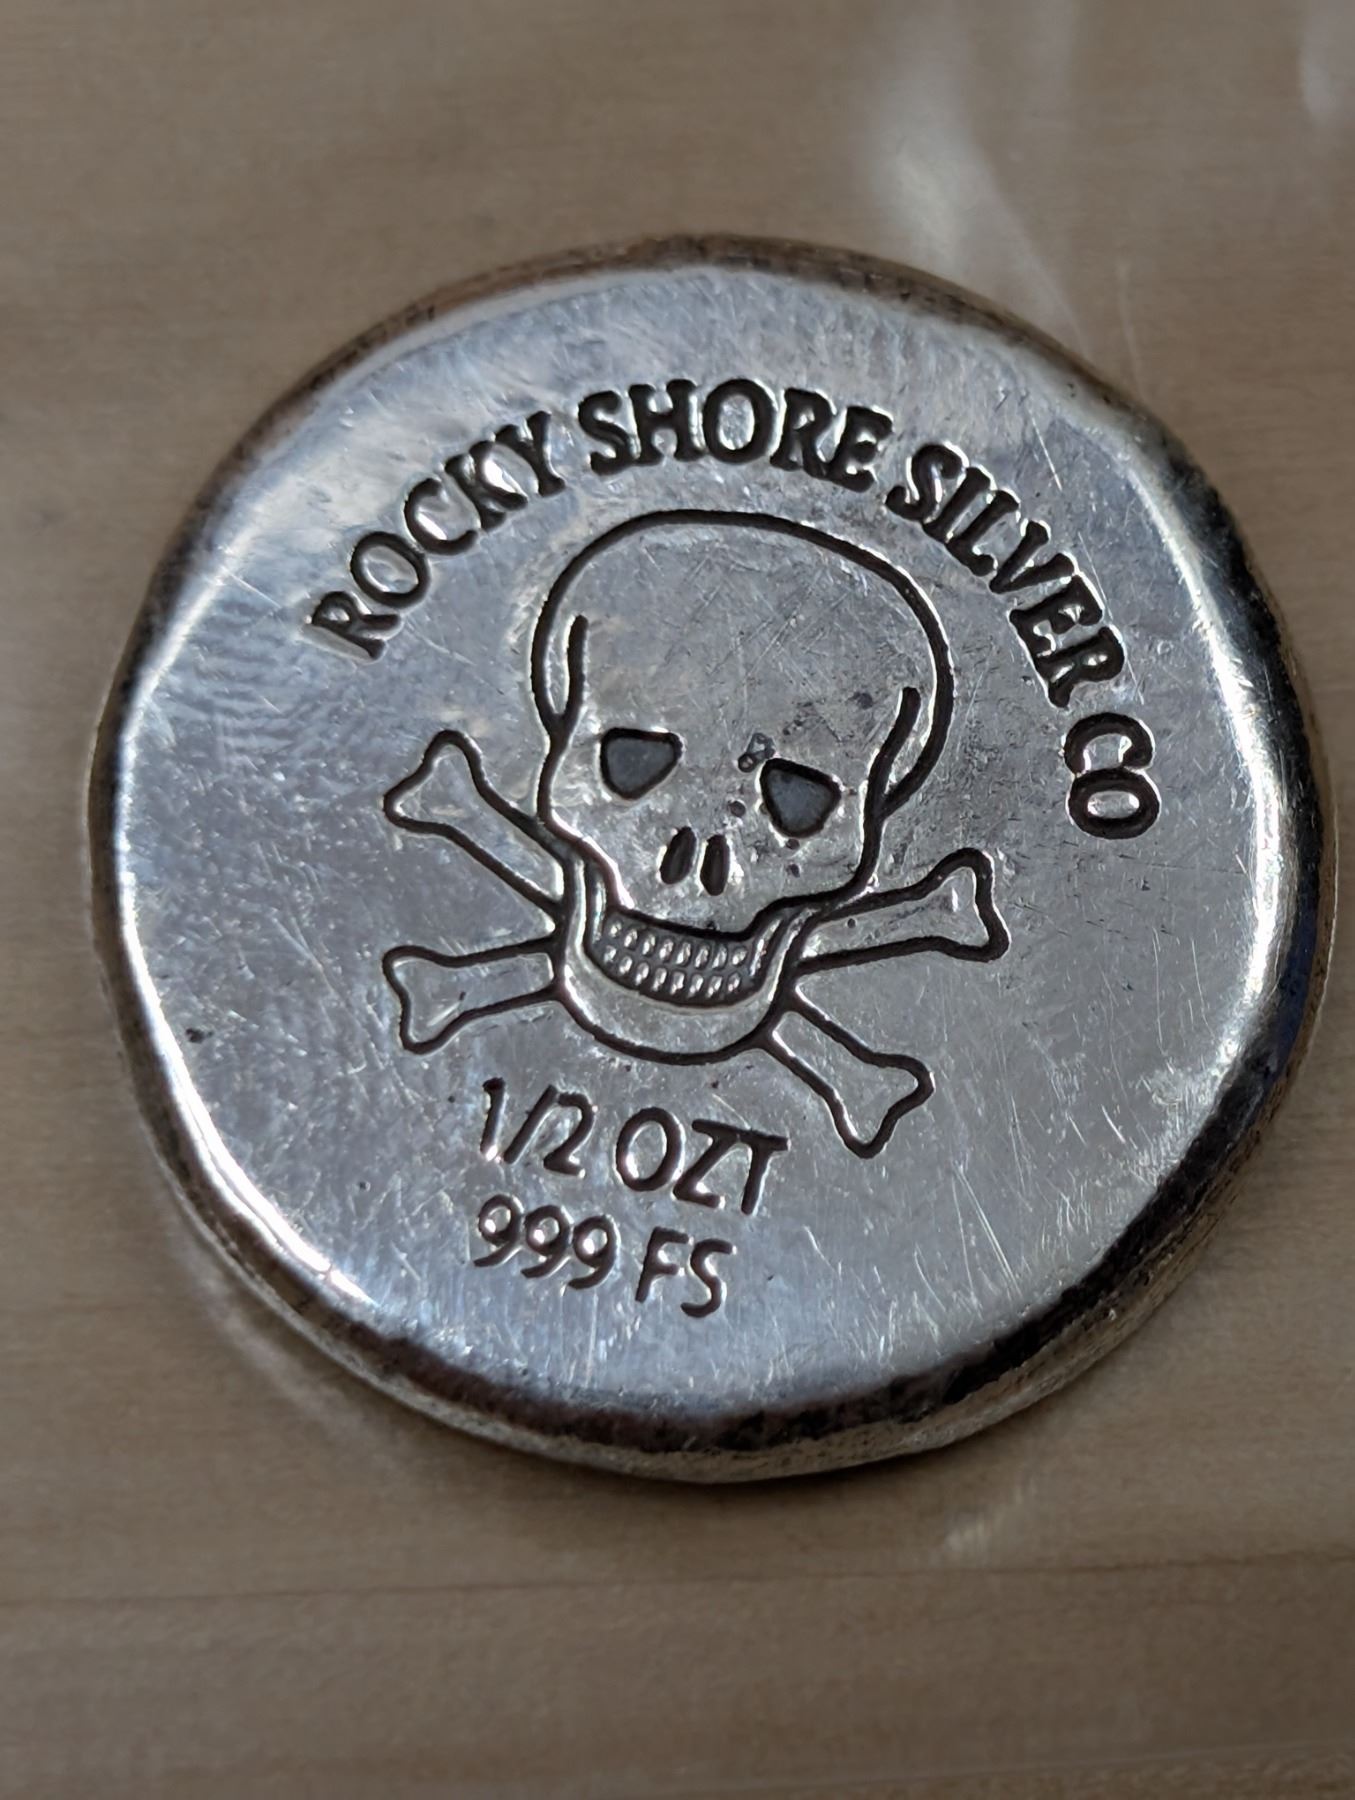 ROCKY SHORE SILVER CO
1/2 OZT
999 FS